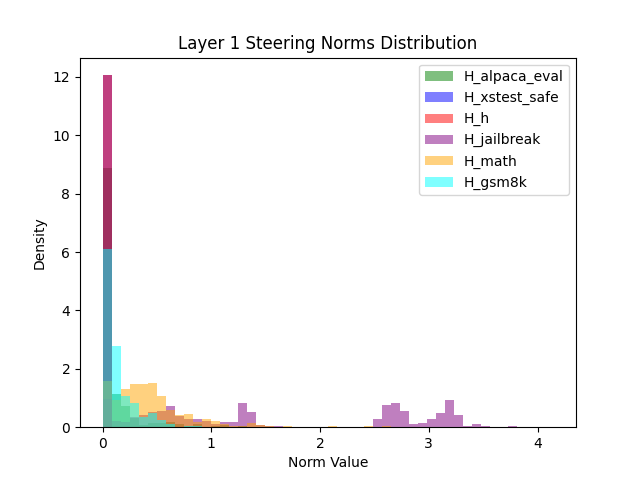 Layer 1 Steering Norms Distribution
H_alpaca_eval
H_xstest_safe
H_h
H_jailbreak
H_math
H_gsm8k
Density
12
10
8
6
4
2
0
0
1
2
3
4
Norm Value